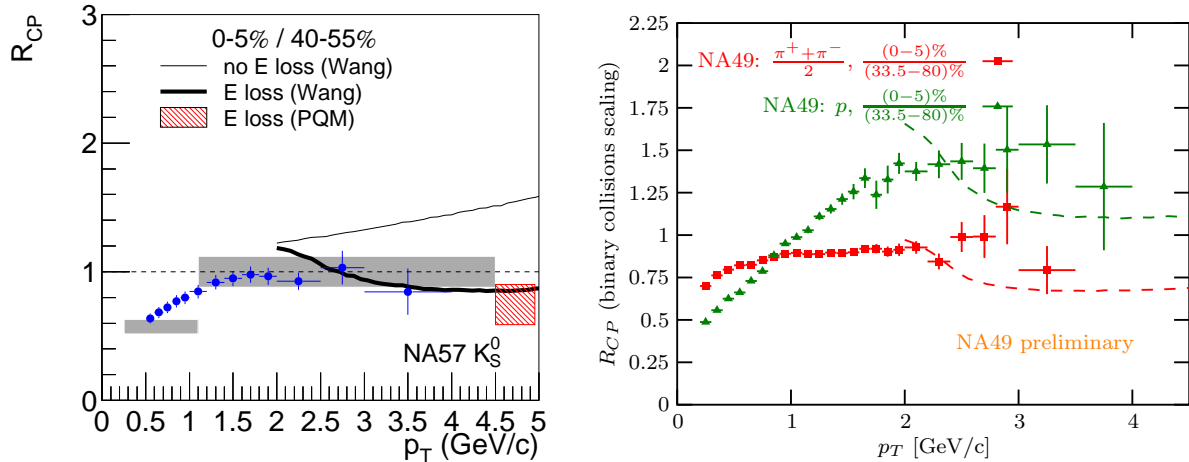 R_CP
3
2
1
0
0-5% / 40-55%
no E loss (Wang)
E loss (Wang)
E loss (PQM)
NA57 K_S^0
0 0.5 1 1.5 2 2.5 3 3.5 4 4.5 5
p_T (GeV/c)
R_CP (binary collisions scaling)
2.25
2
1.75
1.5
1.25
1
0.75
0.5
0.25
0
NA49: π⁺+π⁻/2, (0−5)%/(33.5−80)%
NA49: p, (0−5)%/(33.5−80)%
NA49 preliminary
0 1 2 3 4
p_T [GeV/c]